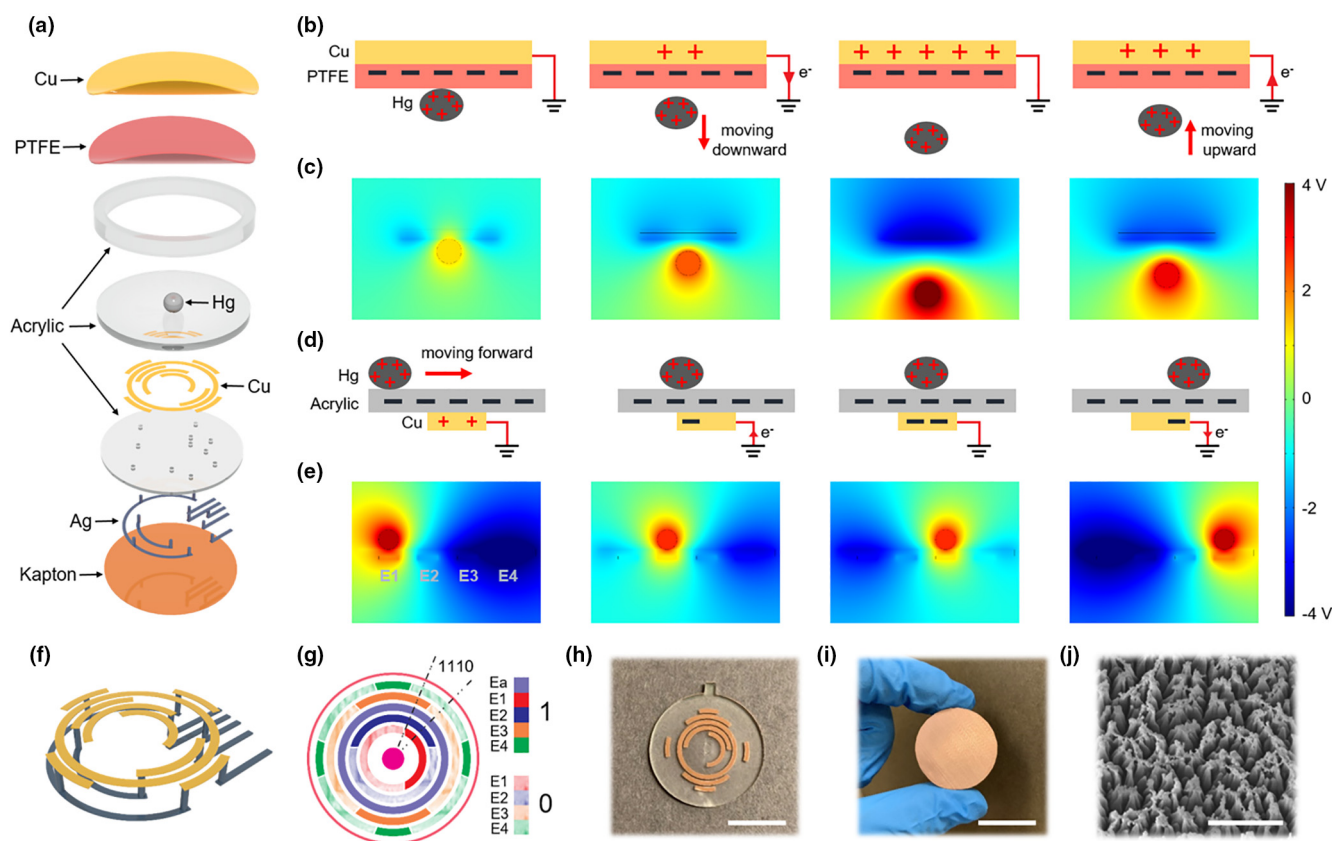 (a)
Cu
PTFE
Acrylic
Hg
Cu
Ag
Kapton
(b)
Cu
PTFE
Hg
+ +
e-
moving
downward
+ + + + +
+ + +
e-
moving
upward
(c)
4 V
2
0
-2
-4 V
(d)
Hg
moving forward
Acrylic
Cu
+ +
e-
e-
(e)
E1 E2 E3 E4
(f)
(g)
1110
Ea
E1
E2
E3
E4
1
E1
E2
E3
E4
0
(h)
(i)
(j)